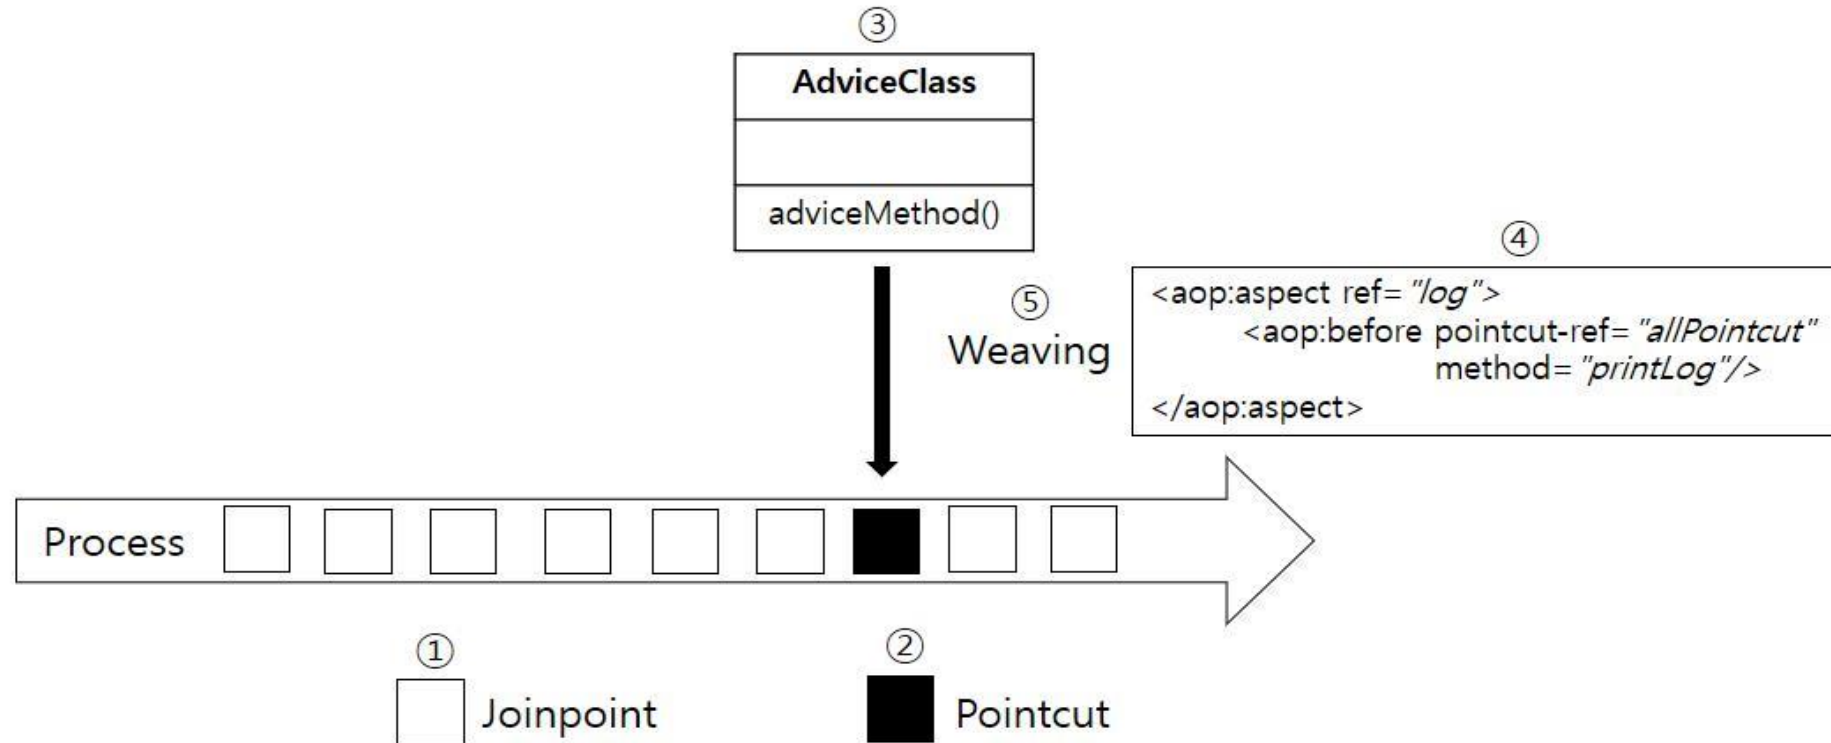 ③
AdviceClass
adviceMethod()
④
<aop:aspect ref="log">
<aop:before pointcut-ref="allPointcut"
method="printLog"/>
</aop:aspect>
⑤
Weaving
Process
①
Joinpoint
②
Pointcut